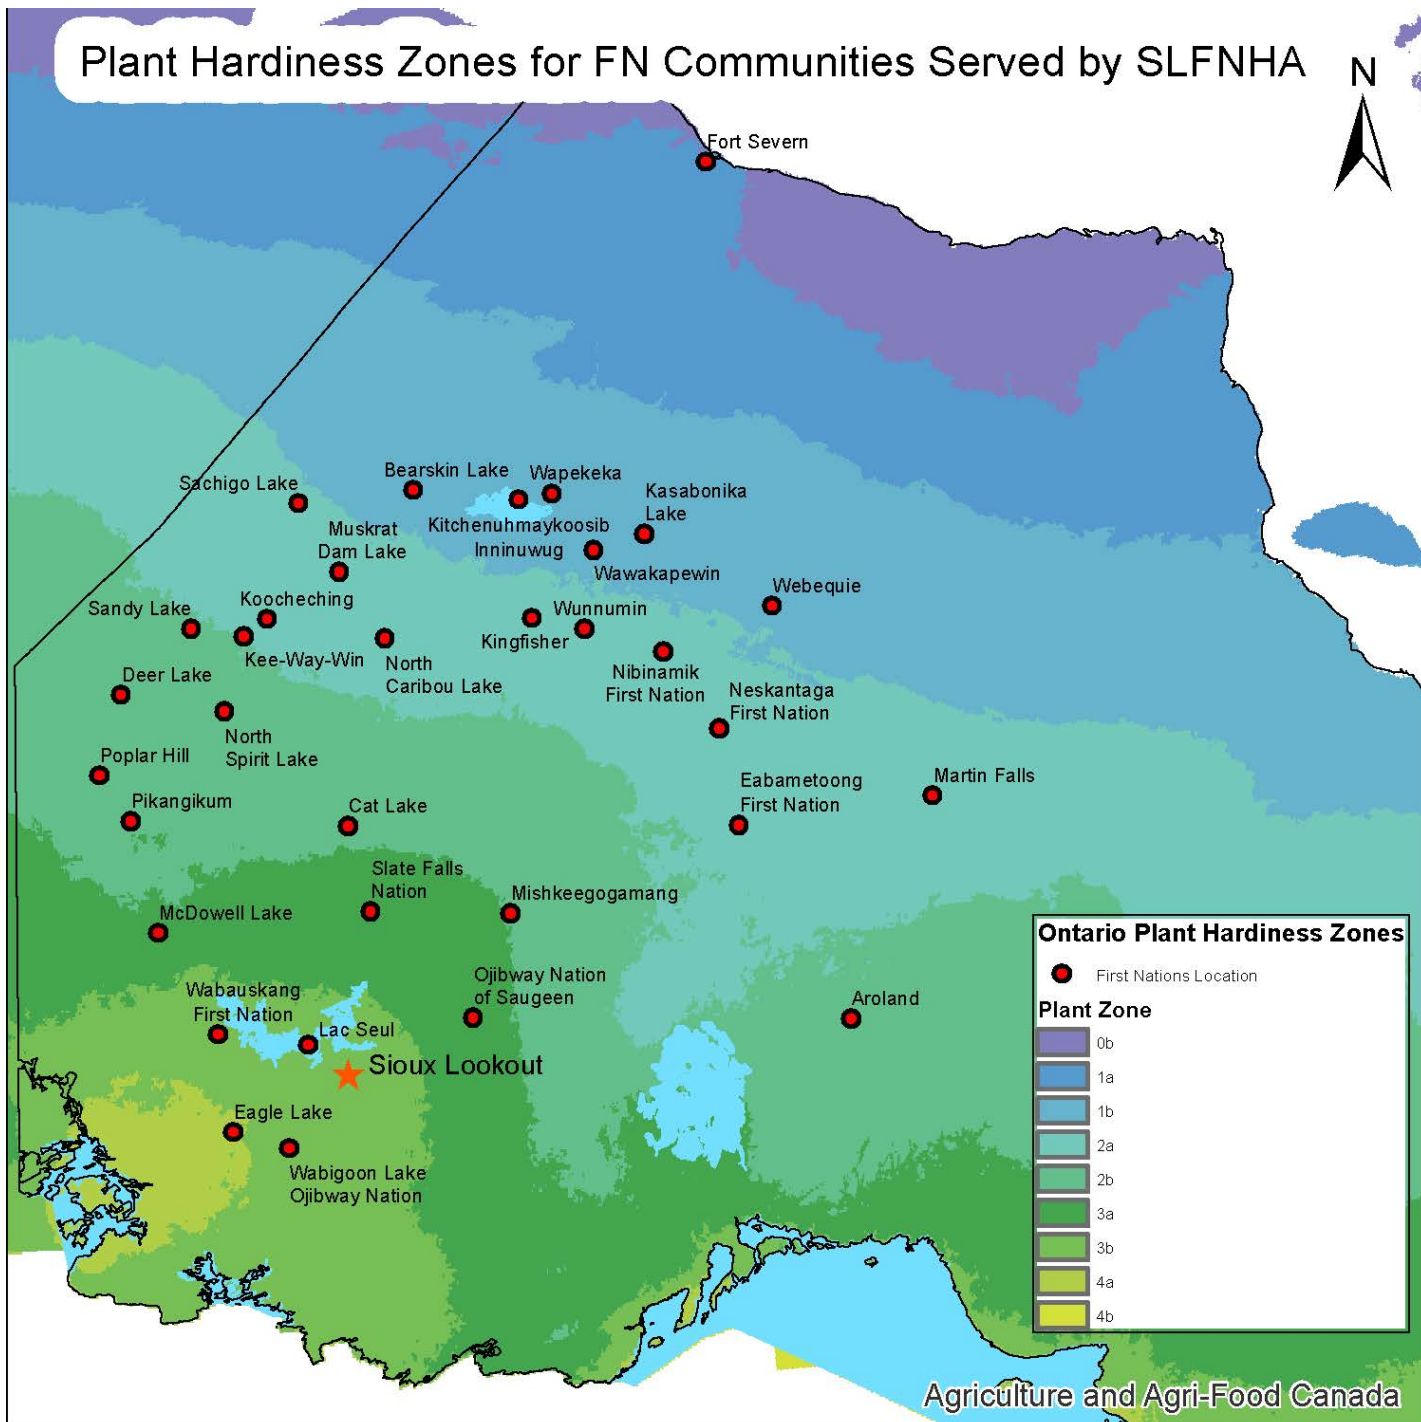 Plant Hardiness Zones for FN Communities Served by SLFNHA
N
Fort Severn
Bearskin Lake
Wapekeka
Sachigo Lake
Kasabonika
Lake
Muskrat
Dam Lake
Kitchenuhmaykoosib
Inninuwug
Wawakapewin
Webequie
Koocheching
Sandy Lake
Wunnumin
Kingfisher
Kee-Way-Win
North
Caribou Lake
Nibinamik
First Nation
Deer Lake
Neskantaga
First Nation
North
Spirit Lake
Poplar Hill
Eabametoong
First Nation
Martin Falls
Pikangikum
Cat Lake
Slate Falls
Nation
Mishkeegogamang
McDowell Lake
Ojibway Nation
of Saugeen
Wabauskang
First Nation
Aroland
Lac Seul
Sioux Lookout
Eagle Lake
Wabigoon Lake
Ojibway Nation
Ontario Plant Hardiness Zones
First Nations Location
Plant Zone
0b
1a
1b
2a
2b
3a
3b
4a
4b
Agriculture and Agri-Food Canada